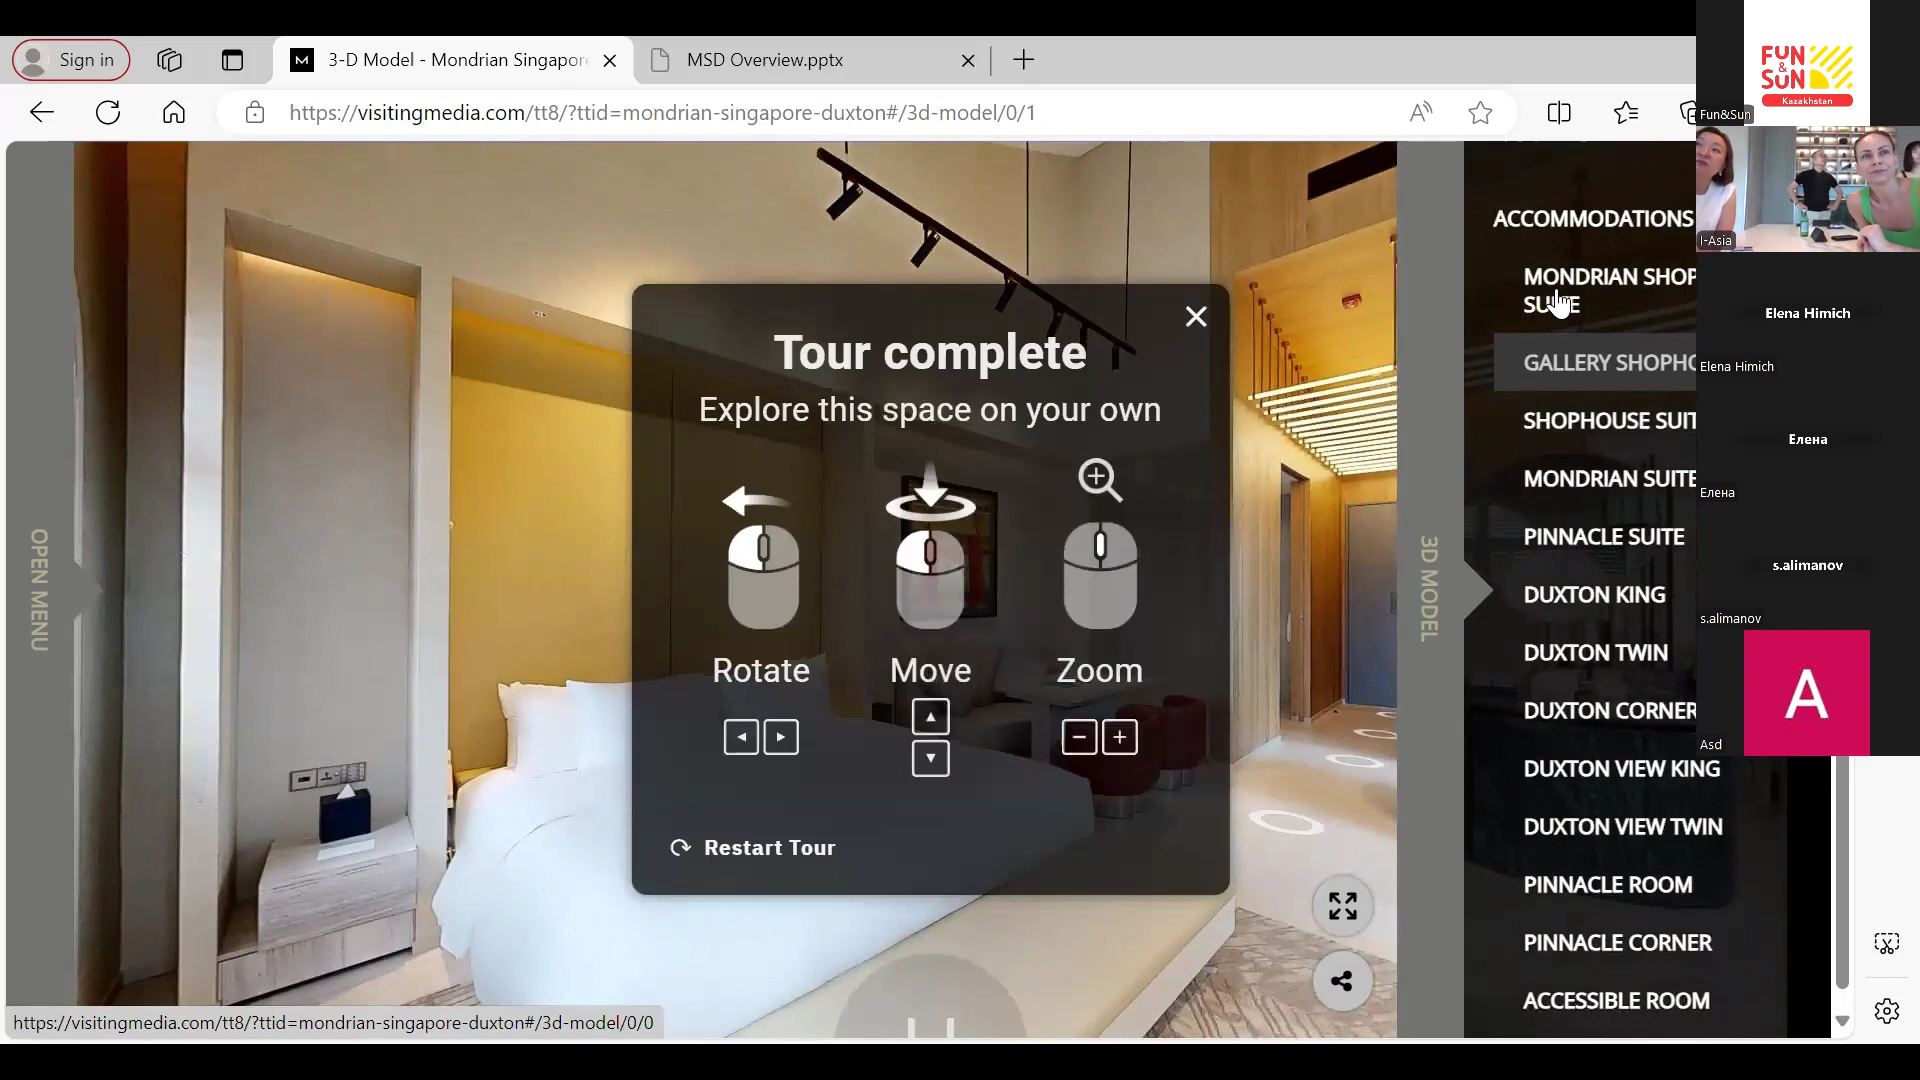 Sign in
3-D Model - Mondrian Singapor
MSD Overview.pptx
https://visitingmedia.com/tt8/?ttid=mondrian-singapore-duxton#/3d-model/0/1
OPEN MENU
Tour complete
Explore this space on your own
Rotate
Move
Zoom
Restart Tour
3D MODEL
ACCOMMODATIONS
MONDRIAN SHOP
SUITE
GALLERY SHOPHO
SHOPHOUSE SUIT
MONDRIAN SUITE
PINNACLE SUITE
DUXTON KING
DUXTON TWIN
DUXTON CORNER
DUXTON VIEW KING
DUXTON VIEW TWIN
PINNACLE ROOM
PINNACLE CORNER
ACCESSIBLE ROOM
https://visitingmedia.com/tt8/?ttid=mondrian-singapore-duxton#/3d-model/0/0
FUN
&
SUN
Kazakhstan
Fun&Sun
I-Asia
Elena Himich
Elena Himich
Елена
Елена
s.alimanov
s.alimanov
A
Asd